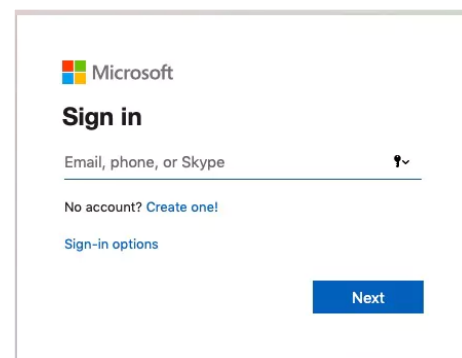 Microsoft
Sign in
Email, phone, or Skype
No account? Create one!
Sign-in options
Next